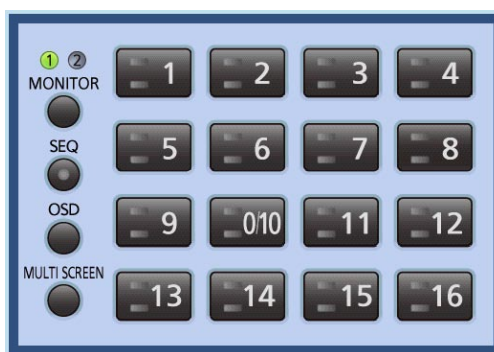 1 2
MONITOR
1 2 3 4
SEQ
5 6 7 8
OSD
9 0/10 11 12
MULTI SCREEN
13 14 15 16